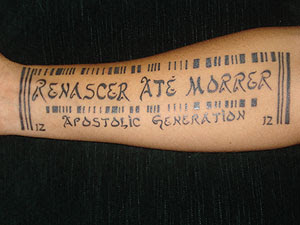 Renascer Até Morrer
Apostolic Generation
12 12